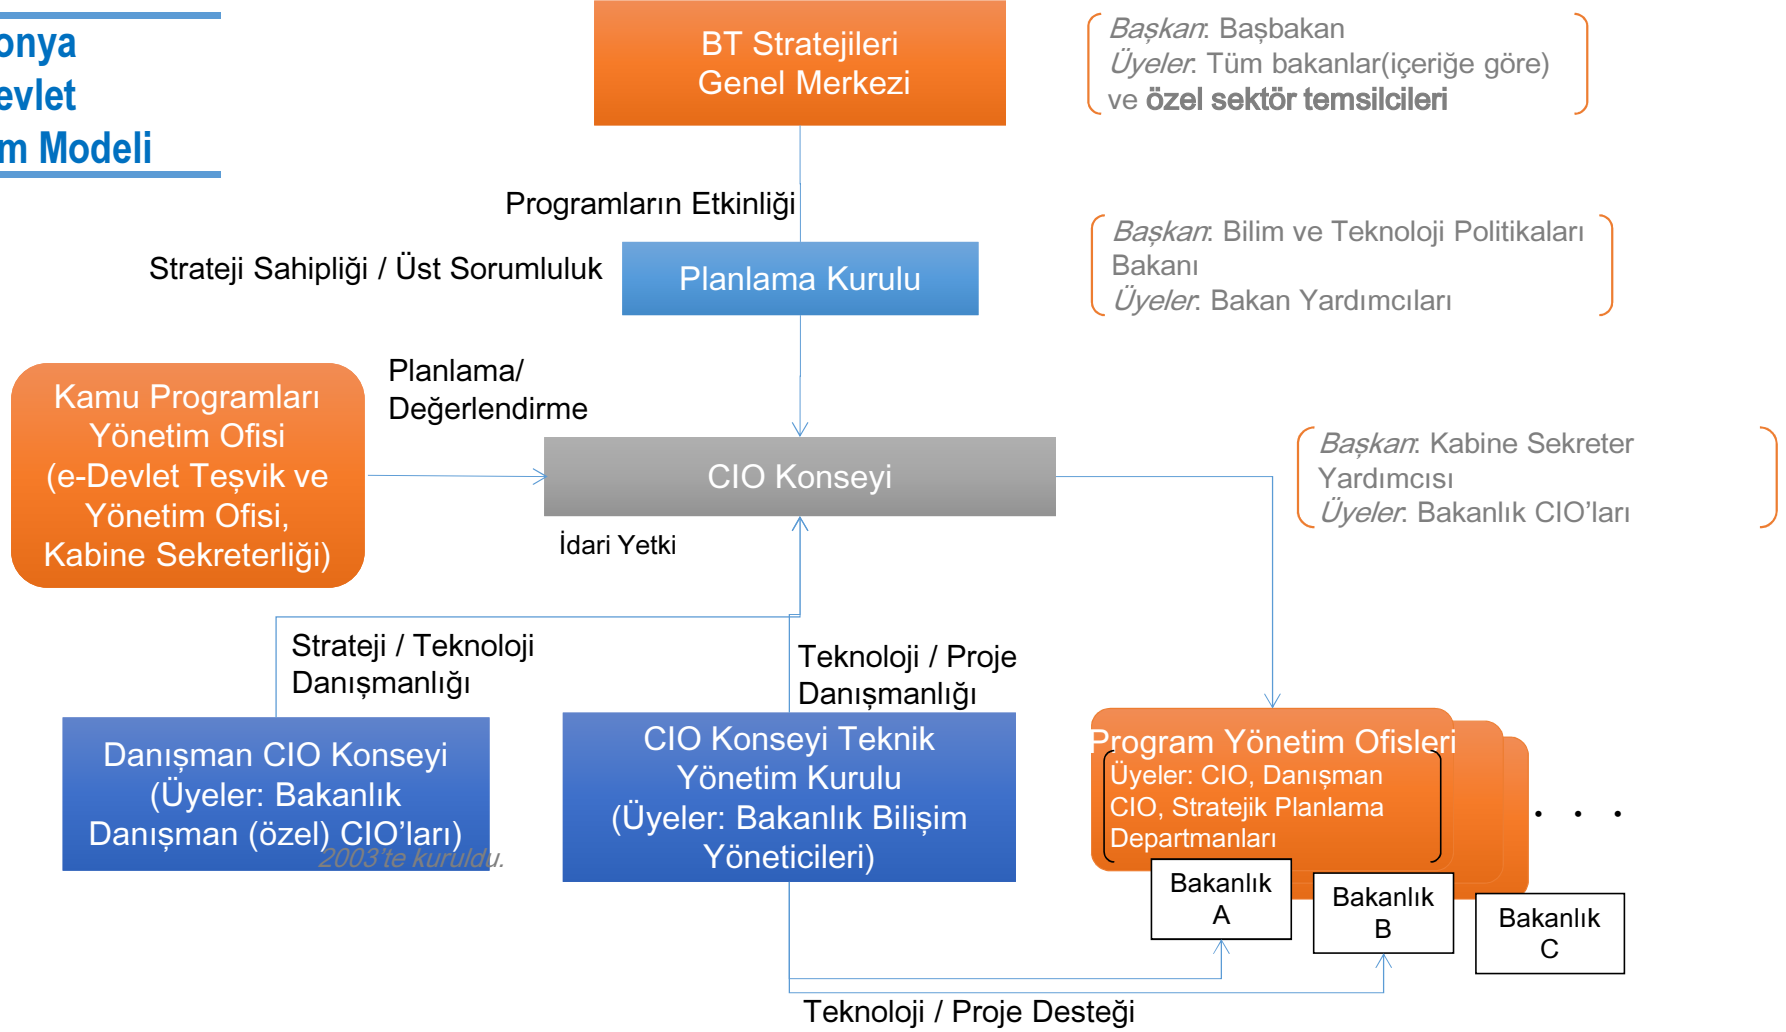 onya
evlet
m Modeli
BT Stratejileri
Genel Merkezi
Başkan: Başbakan
Üyeler: Tüm bakanlar(içeriğe göre)
ve özel sektör temsilcileri
Programların Etkinliği
Strateji Sahipliği / Üst Sorumluluk
Planlama Kurulu
Başkan: Bilim ve Teknoloji Politikaları
Bakanı
Üyeler: Bakan Yardımcıları
Planlama/
Değerlendirme
Kamu Programları
Yönetim Ofisi
(e-Devlet Teşvik ve
Yönetim Ofisi,
Kabine Sekreterliği)
CIO Konseyi
Başkan: Kabine Sekreter
Yardımcısı
Üyeler: Bakanlık CIO'ları
İdari Yetki
Strateji / Teknoloji
Danışmanlığı
Teknoloji / Proje
Danışmanlığı
Danışman CIO Konseyi
(Üyeler: Bakanlık
Danışman (özel) CIO'ları)
2003'te kuruldu.
CIO Konseyi Teknik
Yönetim Kurulu
(Üyeler: Bakanlık Bilişim
Yöneticileri)
Program Yönetim Ofisleri
Üyeler: CIO, Danışman
CIO, Stratejik Planlama
Departmanları
. . .
Bakanlık
A
Bakanlık
B
Bakanlık
C
Teknoloji / Proje Desteği